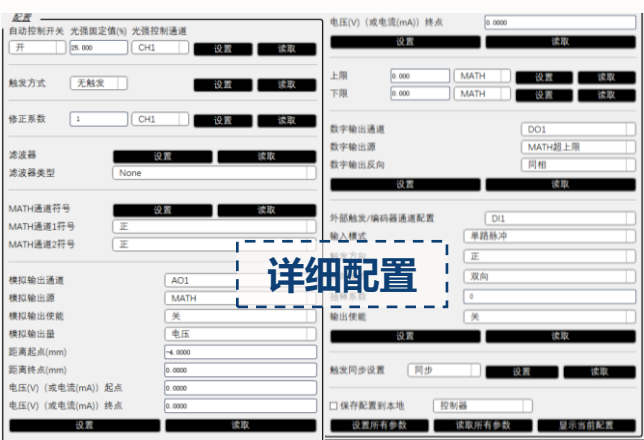 配置
自动控制开关 光强固定值(%) 光强控制通道
开 25.000 CH1 设置 读取
触发方式 无触发 设置 读取
修正系数 1 CH1 设置 读取
滤波器 设置 读取
滤波器类型 None
MATH通道符号 设置 读取
MATH通道1符号 正
MATH通道2符号 正
模拟输出通道 AO1
模拟输出源 MATH
模拟输出使能 关
模拟输出量 电压
距离起点(mm) -4.0000
距离终点(mm) 0.0000
电压(V) (或电流(mA)) 起点 0.0000
电压(V) (或电流(mA)) 终点 0.0000
设置 读取
电压(V) (或电流(mA)) 终点 0.0000
设置 读取
上限 0.000 MATH 设置 读取
下限 0.000 MATH 设置 读取
数字输出通道 DO1
数字输出源 MATH超上限
数字输出反向 同相
设置 读取
外部触发/编码器通道配置 DI1
输入模式 单路脉冲
正
双向
0
输出使能 关
设置 读取
触发同步设置 同步 设置 读取
保存配置到本地 控制器
设置所有参数 读取所有参数 显示当前配置
详细配置